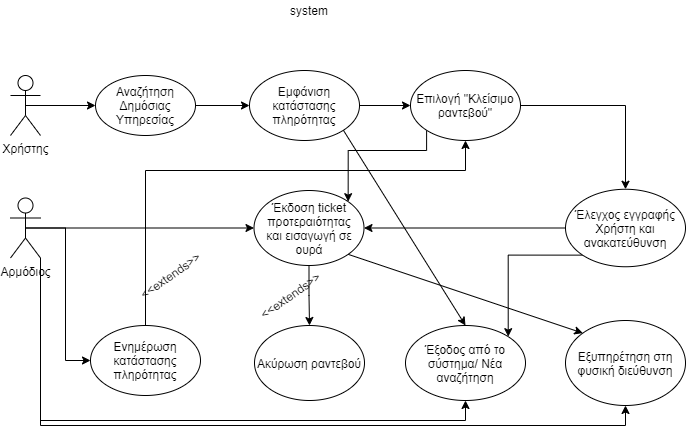 system
Αναζήτηση
Δημόσιας
Υπηρεσίας
Εμφάνιση
κατάστασης
πληρότητας
Επιλογή "Κλείσιμο
ραντεβού"
Χρήστης
Έκδοση ticket
προτεραιότητας
και εισαγωγή σε
ουρά
Έλεγχος εγγραφής
Χρήστη και
ανακατεύθυνση
Αρμόδιος
<<extends>>
<<extends>>
Ενημέρωση
κατάστασης
πληρότητας
Ακύρωση ραντεβού
Έξοδος από το
σύστημα/ Νέα
αναζήτηση
Εξυπηρέτηση στη
φυσική διεύθυνση